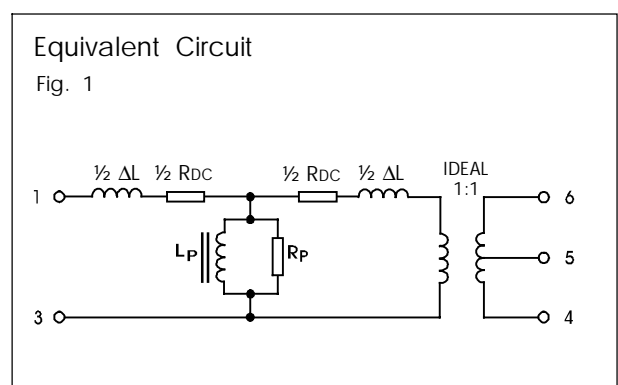 Equivalent Circuit
Fig. 1
½ ΔL ½ RDC ½ RDC ½ ΔL IDEAL
1:1
1 6
LP RP 5
3 4